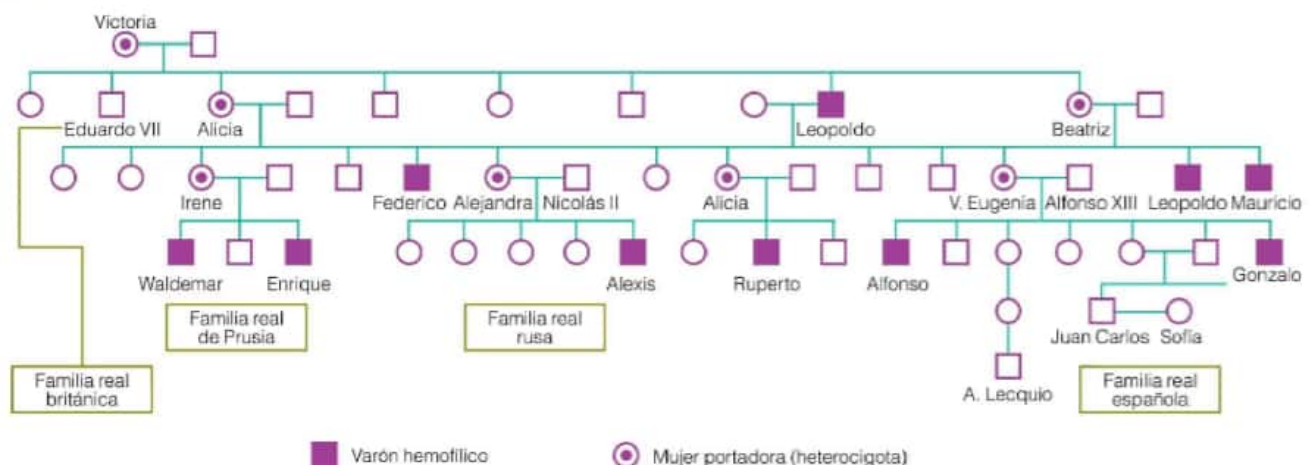 Victoria
Eduardo VII Alicia Leopoldo Beatriz
Irene Federico Alejandra Nicolás II Alicia V. Eugenia Alfonso XIII Leopoldo Mauricio
Waldemar Enrique Alexis Ruperto Alfonso Gonzalo
Familia real
de Prusia
Familia real
rusa
Juan Carlos Sofía
Familia real
británica
A. Lecquio
Familia real
española
Varón hemofílico Mujer portadora (heterocigota)